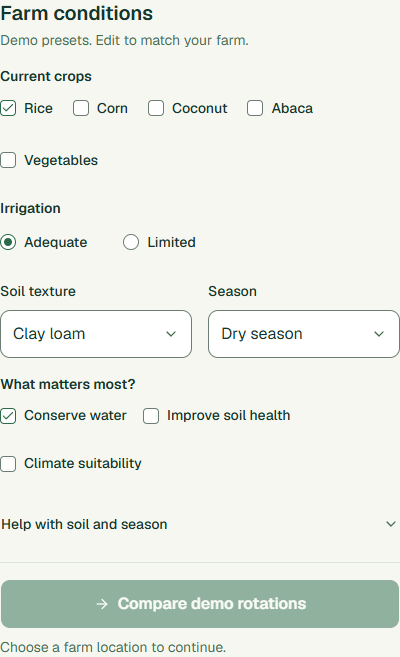 Farm conditions
Demo presets. Edit to match your farm.
Current crops
Rice Corn Coconut Abaca
Vegetables
Irrigation
Adequate Limited
Soil texture Season
Clay loam Dry season
What matters most?
Conserve water Improve soil health
Climate suitability
Help with soil and season
→ Compare demo rotations
Choose a farm location to continue.